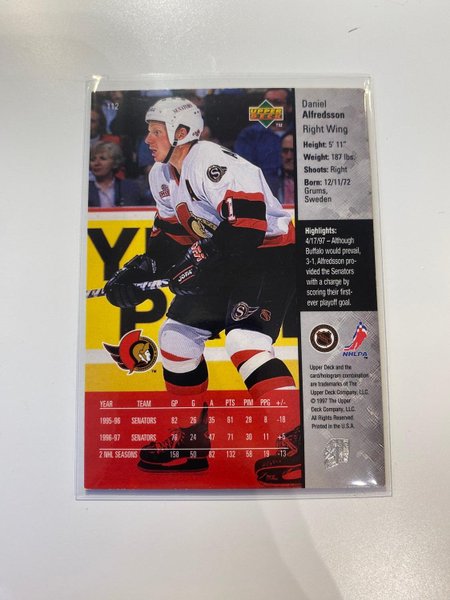 112
UPPER
DECK
TM
Daniel
Alfredsson
Right Wing
Height: 5' 11"
Weight: 187 lbs.
Shoots: Right
Born: 12/11/72
Grums,
Sweden
Highlights:
4/17/97 – Although
Buffalo would prevail,
3-1, Alfredsson pro-
vided the Senators
with a charge by
scoring their first-
ever playoff goal.
NHLPA
Upper Deck and the
card/hologram combination
are trademarks of The
Upper Deck Company, LLC.
© 1997 The Upper
Deck Company, LLC.
All Rights Reserved.
Printed in the U.S.A.
YEAR TEAM GP G A PTS PIM PPG +/-
1995-96 SENATORS 82 26 35 61 28 8 -18
1996-97 SENATORS 76 24 47 71 30 11 +5
2 NHL SEASONS 158 50 82 132 58 19 -13